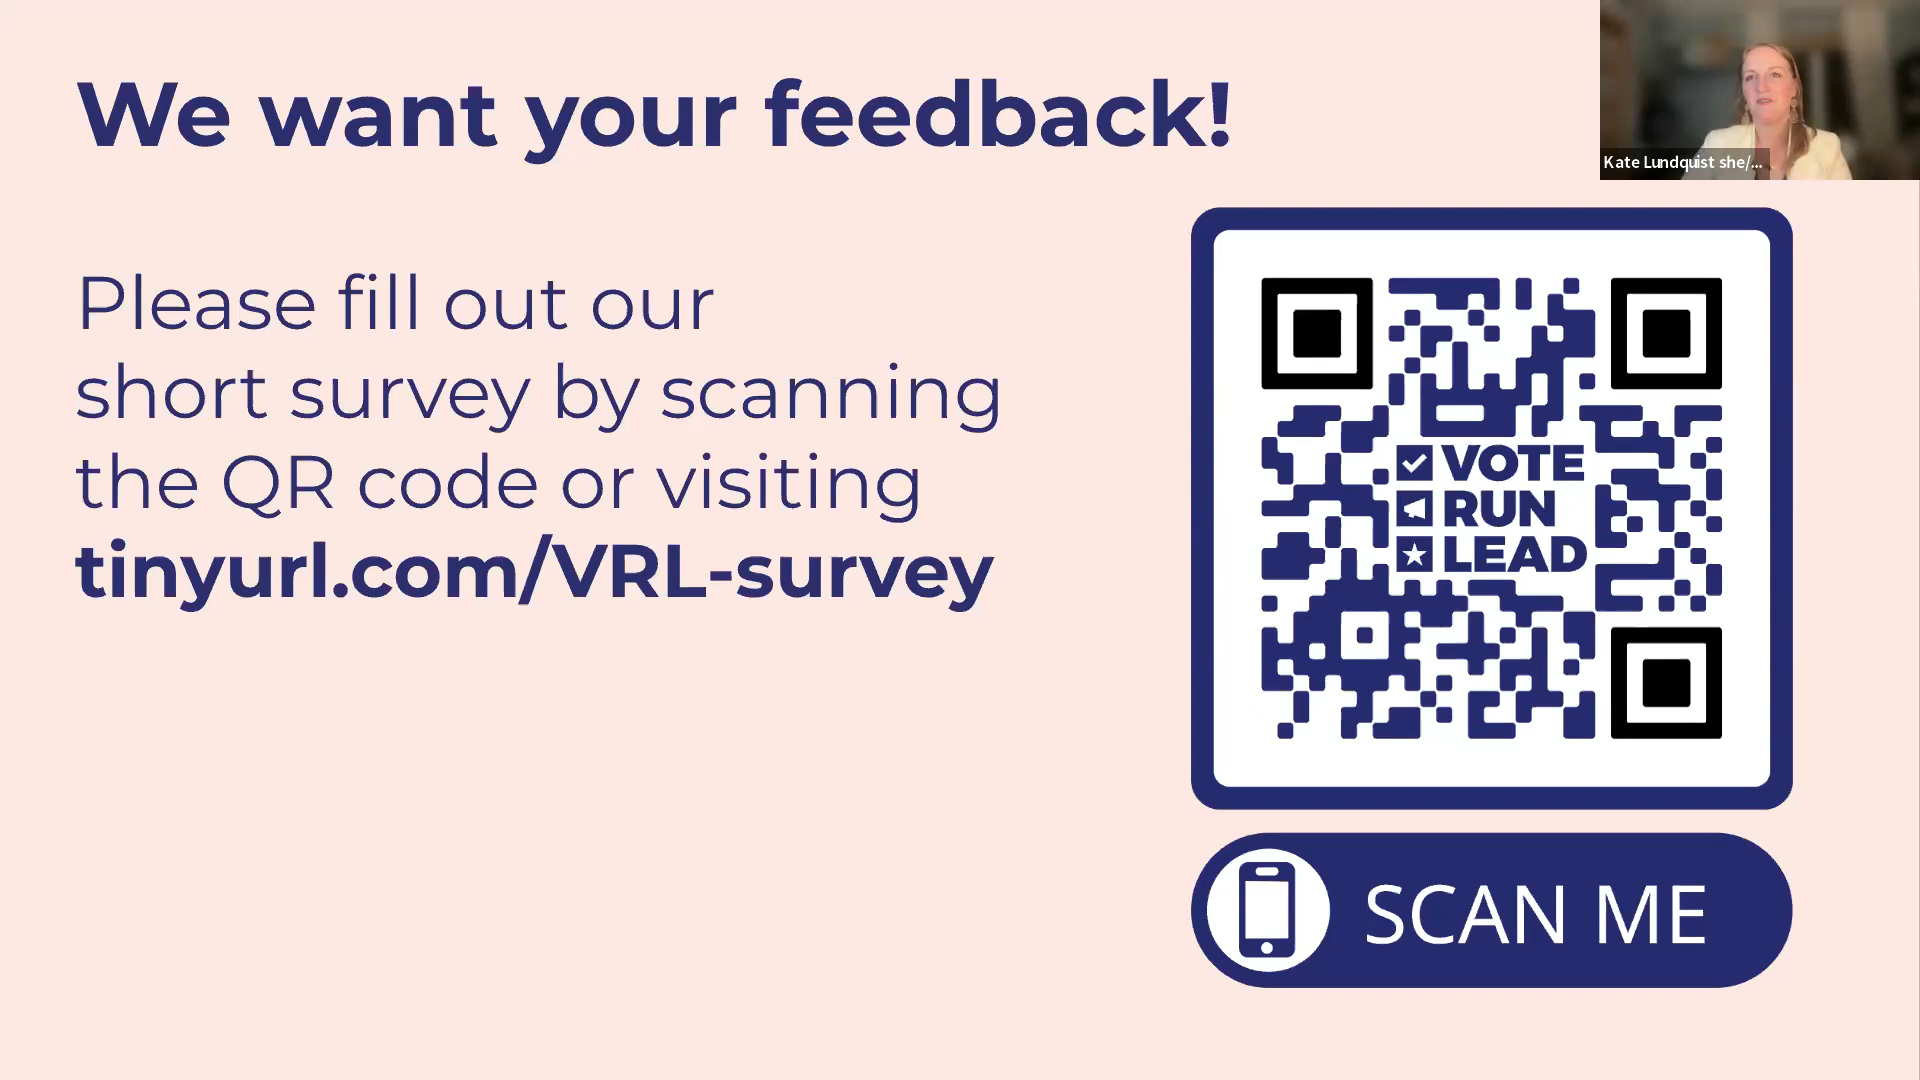 We want your feedback!
Kate Lundquist she/...
Please fill out our
short survey by scanning
the QR code or visiting
tinyurl.com/VRL-survey
VOTE
RUN
LEAD
SCAN ME